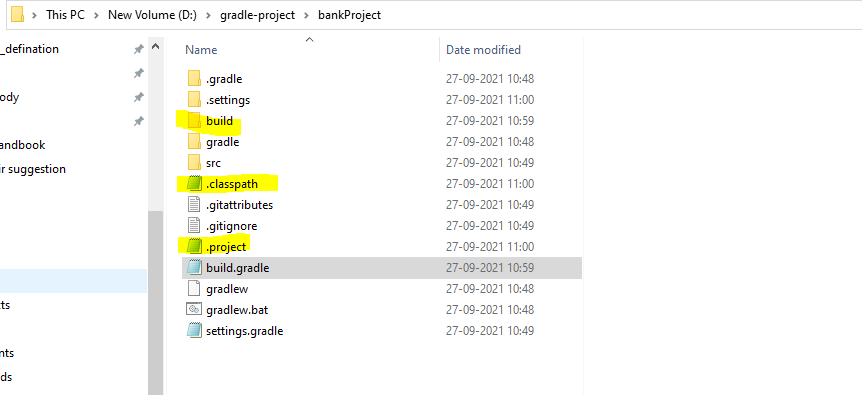 This PC > New Volume (D:) > gradle-project > bankProject
Name Date modified
_defination
.gradle 27-09-2021 10:48
.settings 27-09-2021 11:00
ody
build 27-09-2021 10:59
gradle 27-09-2021 10:48
andbook
src 27-09-2021 10:49
ir suggestion
.classpath 27-09-2021 11:00
.gitattributes 27-09-2021 10:49
.gitignore 27-09-2021 10:49
.project 27-09-2021 11:00
build.gradle 27-09-2021 10:59
gradlew 27-09-2021 10:48
cts
gradlew.bat 27-09-2021 10:48
settings.gradle 27-09-2021 10:49
nts
ds